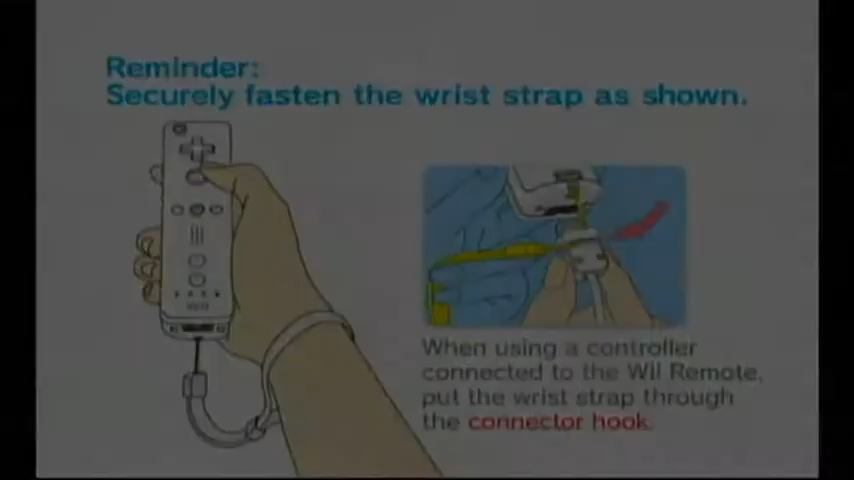 Reminder:
Securely fasten the wrist strap as shown.
Wii
When using a controller
connected to the Wii Remote,
put the wrist strap through
the connector hook.